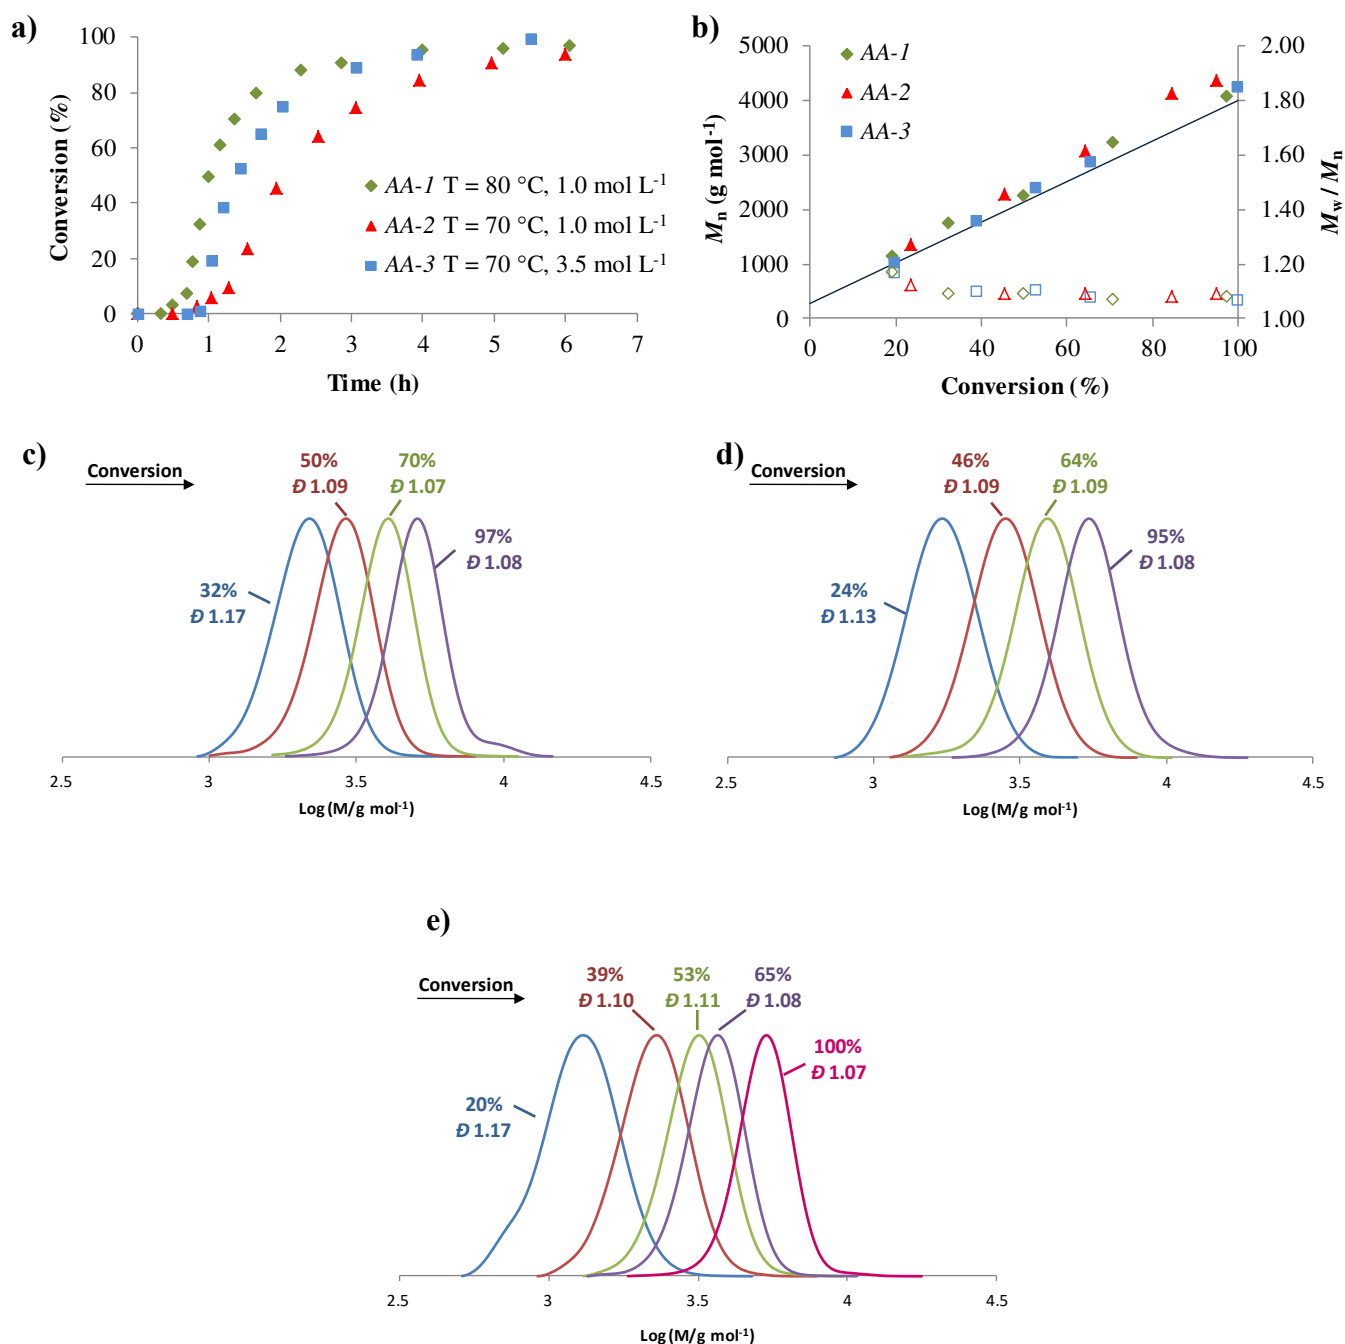 a)
100
80
60
40
20
0
Conversion (%)
0 1 2 3 4 5 6 7
Time (h)
AA-1 T = 80 °C, 1.0 mol L⁻¹
AA-2 T = 70 °C, 1.0 mol L⁻¹
AA-3 T = 70 °C, 3.5 mol L⁻¹
b)
5000
4000
3000
2000
1000
0
Mn (g mol⁻¹)
AA-1
AA-2
AA-3
2.00
1.80
1.60
1.40
1.20
1.00
Mw / Mn
0 20 40 60 80 100
Conversion (%)
c)
Conversion
32%
Đ 1.17
50%
Đ 1.09
70%
Đ 1.07
97%
Đ 1.08
2.5 3 3.5 4 4.5
Log (M/g mol⁻¹)
d)
Conversion
24%
Đ 1.13
46%
Đ 1.09
64%
Đ 1.09
95%
Đ 1.08
2.5 3 3.5 4 4.5
Log (M/g mol⁻¹)
e)
Conversion
20%
Đ 1.17
39%
Đ 1.10
53%
Đ 1.11
65%
Đ 1.08
100%
Đ 1.07
2.5 3 3.5 4 4.5
Log (M/g mol⁻¹)